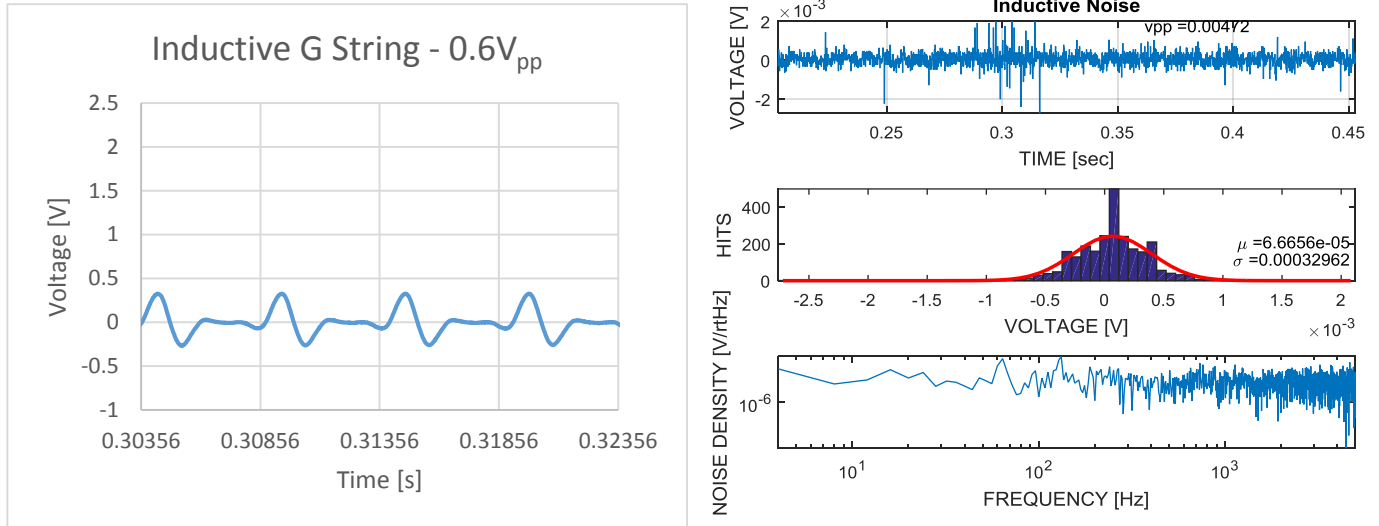 Inductive G String - 0.6Vpp
2.5
2
1.5
1
0.5
0
-0.5
-1
0.30356 0.30856 0.31356 0.31856 0.32356
Voltage [V]
Time [s]
Inductive Noise
×10-3
vpp =0.00472
2
0
-2
VOLTAGE [V]
0.25 0.3 0.35 0.4 0.45
TIME [sec]
400
200
0
HITS
μ =6.6656e-05
σ =0.00032962
-2.5 -2 -1.5 -1 -0.5 0 0.5 1 1.5 2
VOLTAGE [V]
×10-3
NOISE DENSITY [V/rtHz]
10-6
101 102 103
FREQUENCY [Hz]